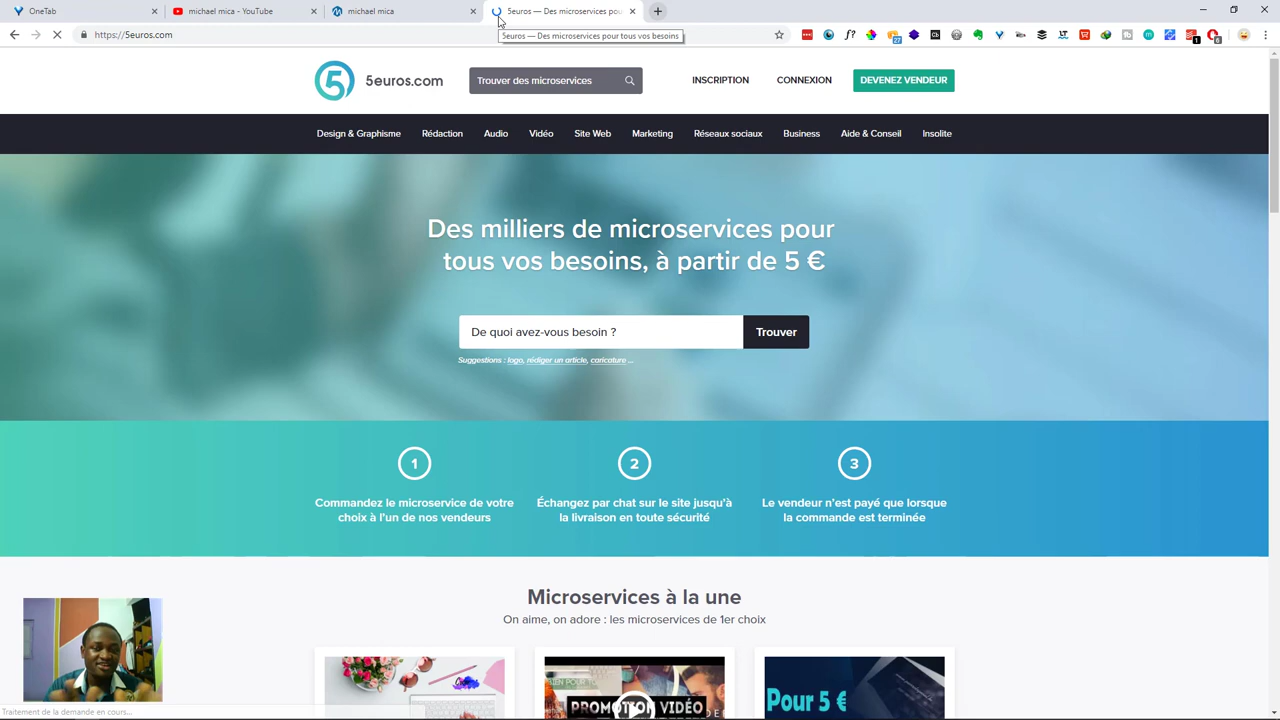 OneTab
michael mica - YouTube
michael mica
5euros — Des microservices pou
5euros — Des microservices pour tous vos besoins
https://5euros.com
5
5euros.com
Trouver des microservices
INSCRIPTION
CONNEXION
DEVENEZ VENDEUR
Design & Graphisme
Rédaction
Audio
Vidéo
Site Web
Marketing
Réseaux sociaux
Business
Aide & Conseil
Insolite
Des milliers de microservices pour
tous vos besoins, à partir de 5 €
De quoi avez-vous besoin ?
Trouver
Suggestions : logo, rédiger un article, caricature ...
1
Commandez le microservice de votre
choix à l'un de nos vendeurs
2
Échangez par chat sur le site jusqu'à
la livraison en toute sécurité
3
Le vendeur n'est payé que lorsque
la commande est terminée
Microservices à la une
On aime, on adore : les microservices de 1er choix
PROMOTION VIDÉO
Pour 5 €
Traitement de la demande en cours...